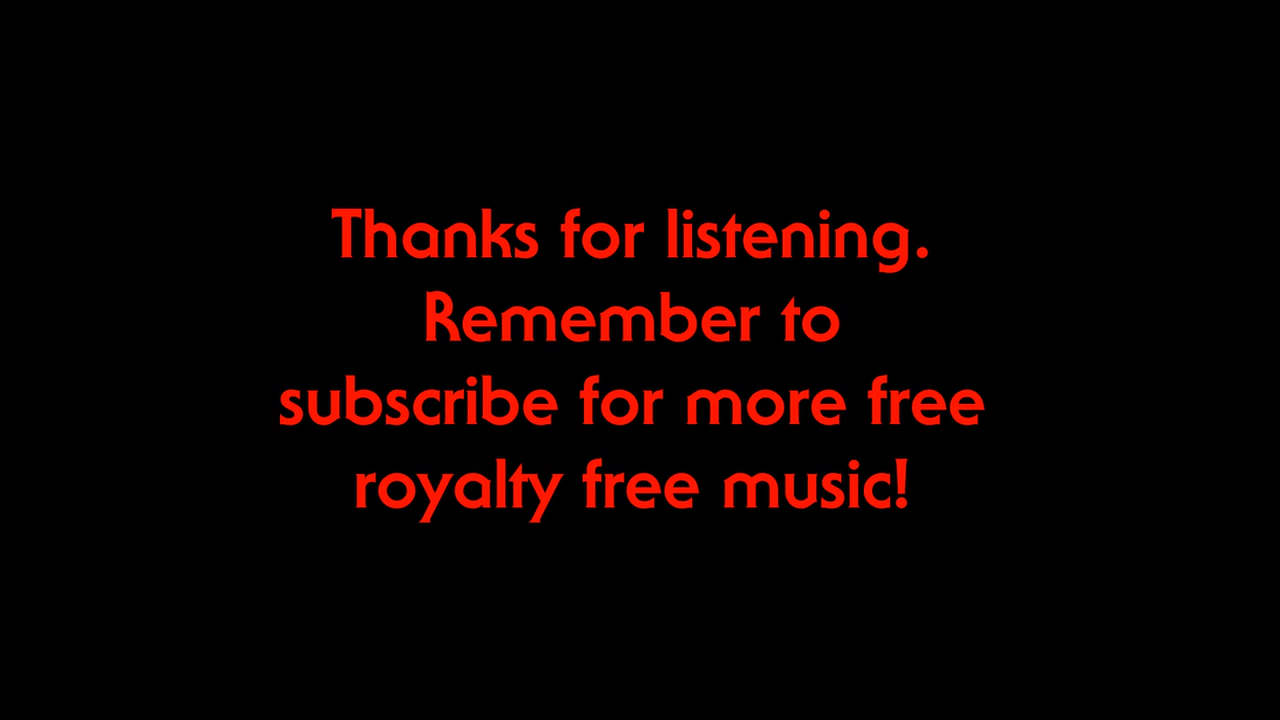 Thanks for listening.
Remember to
subscribe for more free
royalty free music!